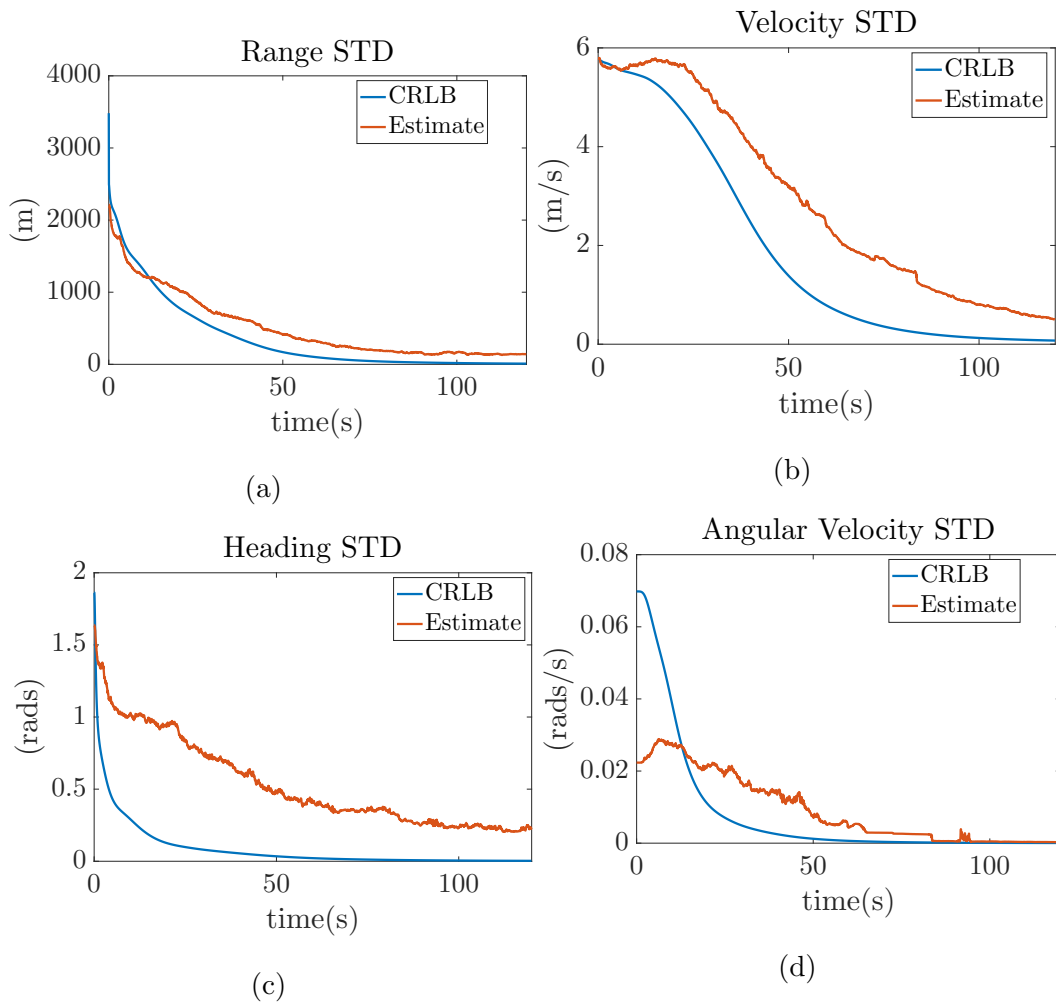 Range STD
4000
3000
2000
1000
0
(m)
CRLB
Estimate
0 50 100
time(s)
(a)
Velocity STD
6
4
2
0
(m/s)
CRLB
Estimate
0 50 100
time(s)
(b)
Heading STD
2
1.5
1
0.5
0
(rads)
CRLB
Estimate
0 50 100
time(s)
(c)
Angular Velocity STD
0.08
0.06
0.04
0.02
0
(rads/s)
CRLB
Estimate
0 50 100
time(s)
(d)